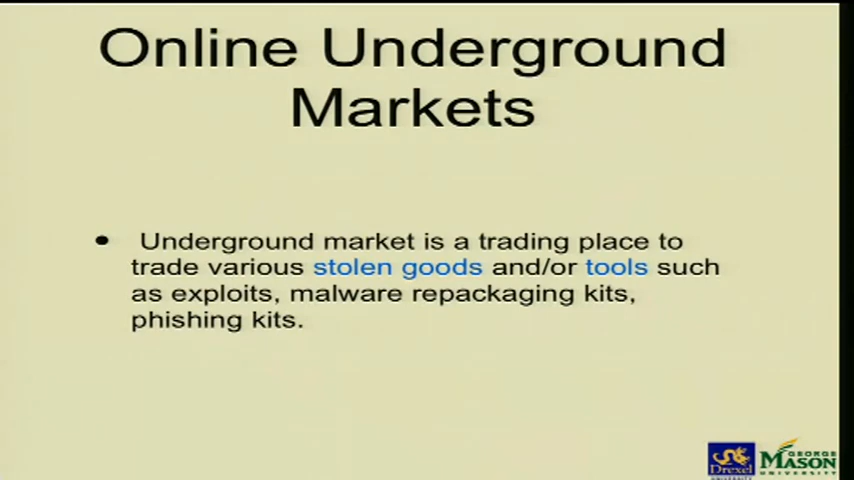 Online Underground
Markets
• Underground market is a trading place to
trade various stolen goods and/or tools such
as exploits, malware repackaging kits,
phishing kits.
Drexel
UNIVERSITY
GEORGE
MASON
UNIVERSITY